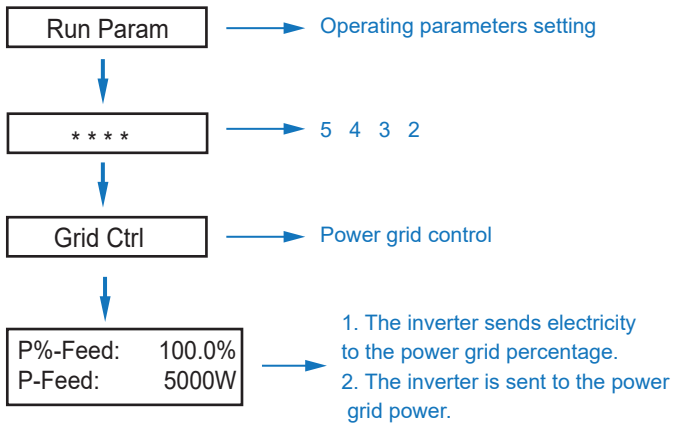 Run Param
Operating parameters setting
* * * *
5 4 3 2
Grid Ctrl
Power grid control
P%-Feed: 100.0%
P-Feed: 5000W
1. The inverter sends electricity
to the power grid percentage.
2. The inverter is sent to the power
grid power.